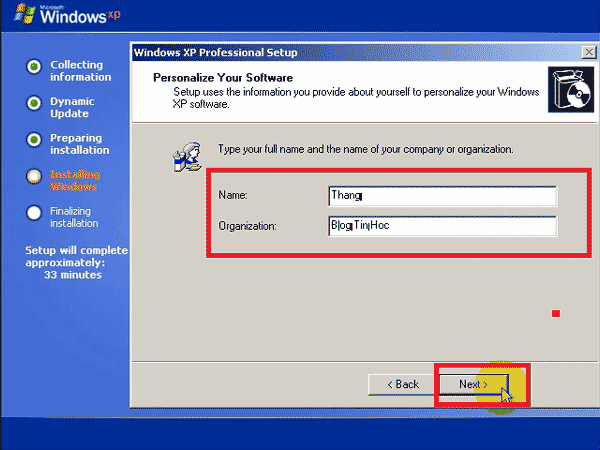 Microsoft
Windows xp
Collecting
information
Dynamic
Update
Preparing
installation
Installing
Windows
Finalizing
installation
Setup will complete
approximately:
33 minutes
Windows XP Professional Setup
Personalize Your Software
Setup uses the information you provide about yourself to personalize your Windows
XP software.
Type your full name and the name of your company or organization.
Name: Thang
Organization: Blog Tin Hoc
< Back Next >